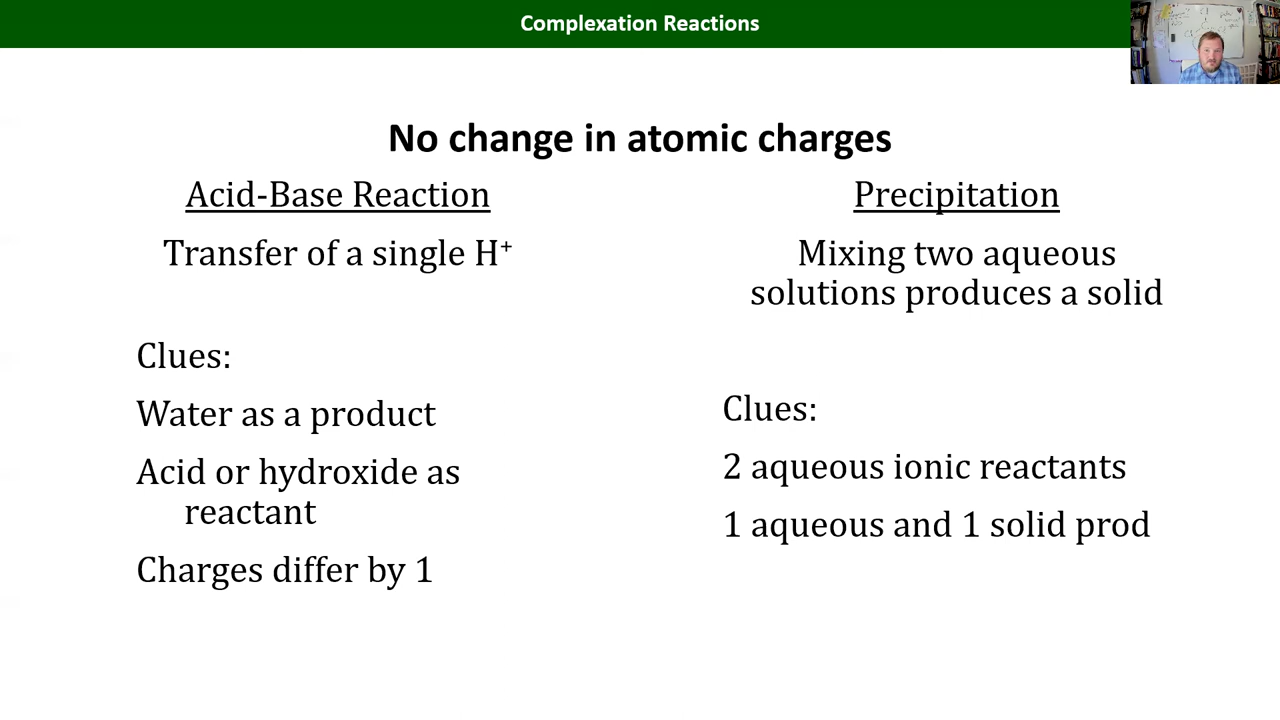 Complexation Reactions
No change in atomic charges
Acid-Base Reaction
Transfer of a single H⁺
Clues:
Water as a product
Acid or hydroxide as
reactant
Charges differ by 1
Precipitation
Mixing two aqueous
solutions produces a solid
Clues:
2 aqueous ionic reactants
1 aqueous and 1 solid prod